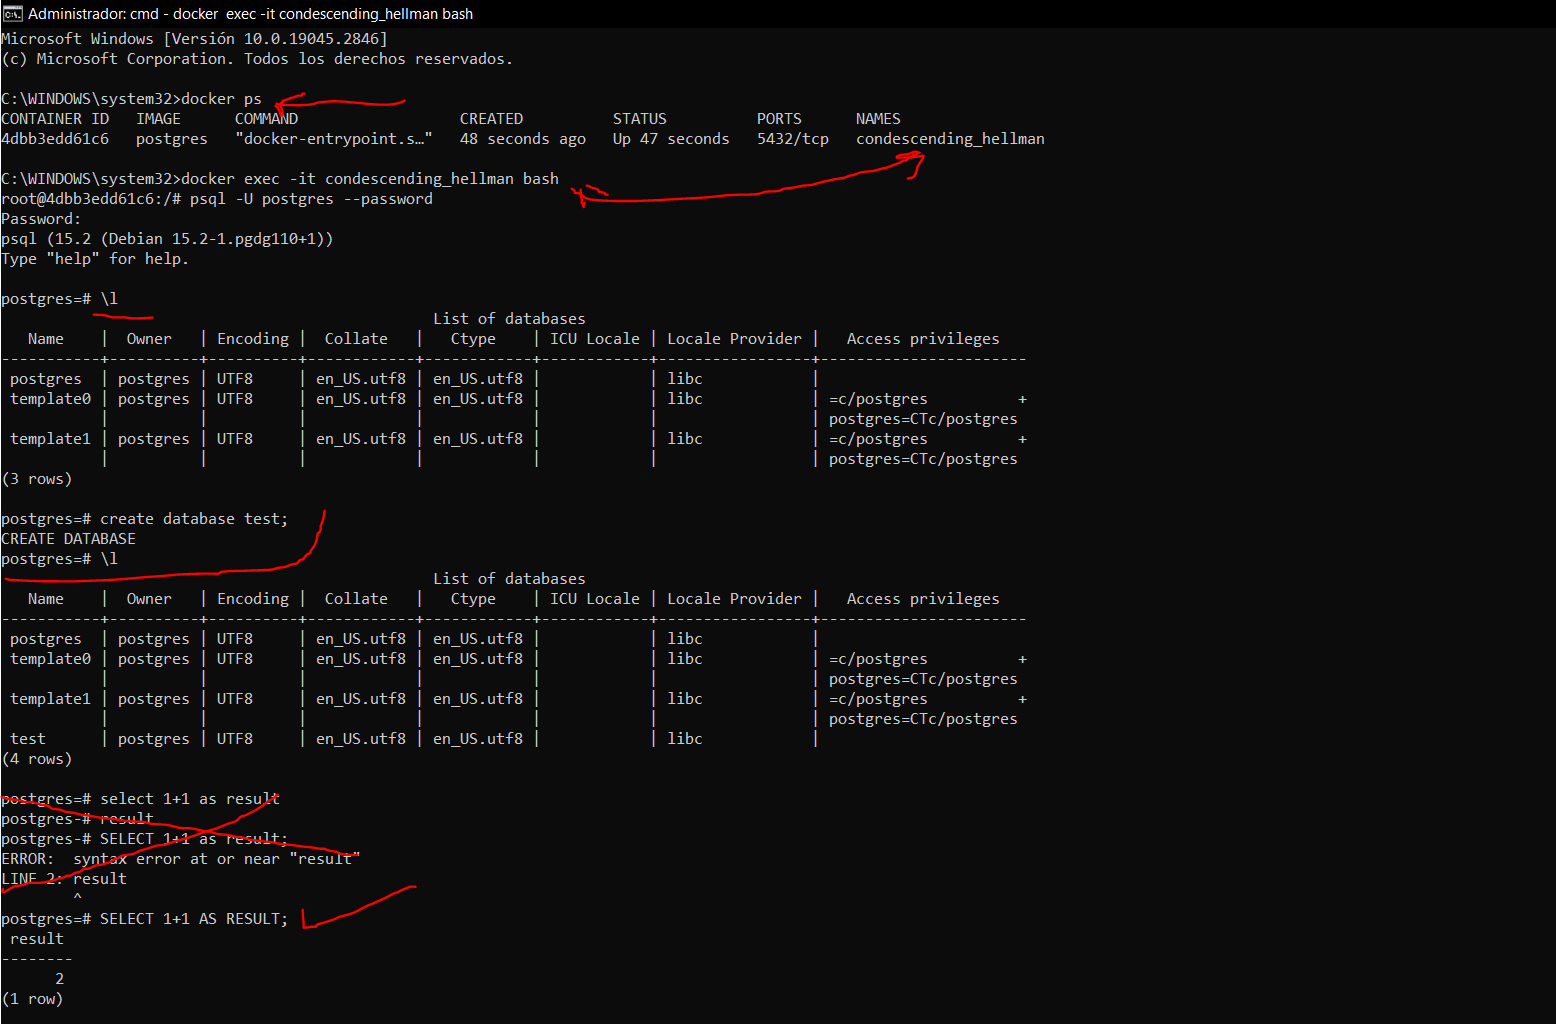 Administrador: cmd - docker  exec -it condescending_hellman bash
Microsoft Windows [Versión 10.0.19045.2846]
(c) Microsoft Corporation. Todos los derechos reservados.
C:\WINDOWS\system32>docker ps
CONTAINER ID   IMAGE      COMMAND                  CREATED          STATUS          PORTS      NAMES
4dbb3edd61c6   postgres   "docker-entrypoint.s…"   48 seconds ago   Up 47 seconds   5432/tcp   condescending_hellman
C:\WINDOWS\system32>docker exec -it condescending_hellman bash
root@4dbb3edd61c6:/# psql -U postgres --password
Password:
psql (15.2 (Debian 15.2-1.pgdg110+1))
Type "help" for help.
postgres=# \l
                                                List of databases
   Name    |  Owner   | Encoding |  Collate   |   Ctype    | ICU Locale | Locale Provider |   Access privileges
-----------+----------+----------+------------+------------+------------+-----------------+-----------------------
 postgres  | postgres | UTF8     | en_US.utf8 | en_US.utf8 |            | libc            |
 template0 | postgres | UTF8     | en_US.utf8 | en_US.utf8 |            | libc            | =c/postgres          +
           |          |          |            |            |            |                 | postgres=CTc/postgres
 template1 | postgres | UTF8     | en_US.utf8 | en_US.utf8 |            | libc            | =c/postgres          +
           |          |          |            |            |            |                 | postgres=CTc/postgres
(3 rows)
postgres=# create database test;
CREATE DATABASE
postgres=# \l
                                                List of databases
   Name    |  Owner   | Encoding |  Collate   |   Ctype    | ICU Locale | Locale Provider |   Access privileges
-----------+----------+----------+------------+------------+------------+-----------------+-----------------------
 postgres  | postgres | UTF8     | en_US.utf8 | en_US.utf8 |            | libc            |
 template0 | postgres | UTF8     | en_US.utf8 | en_US.utf8 |            | libc            | =c/postgres          +
           |          |          |            |            |            |                 | postgres=CTc/postgres
 template1 | postgres | UTF8     | en_US.utf8 | en_US.utf8 |            | libc            | =c/postgres          +
           |          |          |            |            |            |                 | postgres=CTc/postgres
 test      | postgres | UTF8     | en_US.utf8 | en_US.utf8 |            | libc            |
(4 rows)
postgres=# select 1+1 as result
postgres-# result
postgres-# SELECT 1+1 as result;
ERROR:  syntax error at or near "result"
LINE 2: result
        ^
postgres=# SELECT 1+1 AS RESULT;
 result
--------
      2
(1 row)